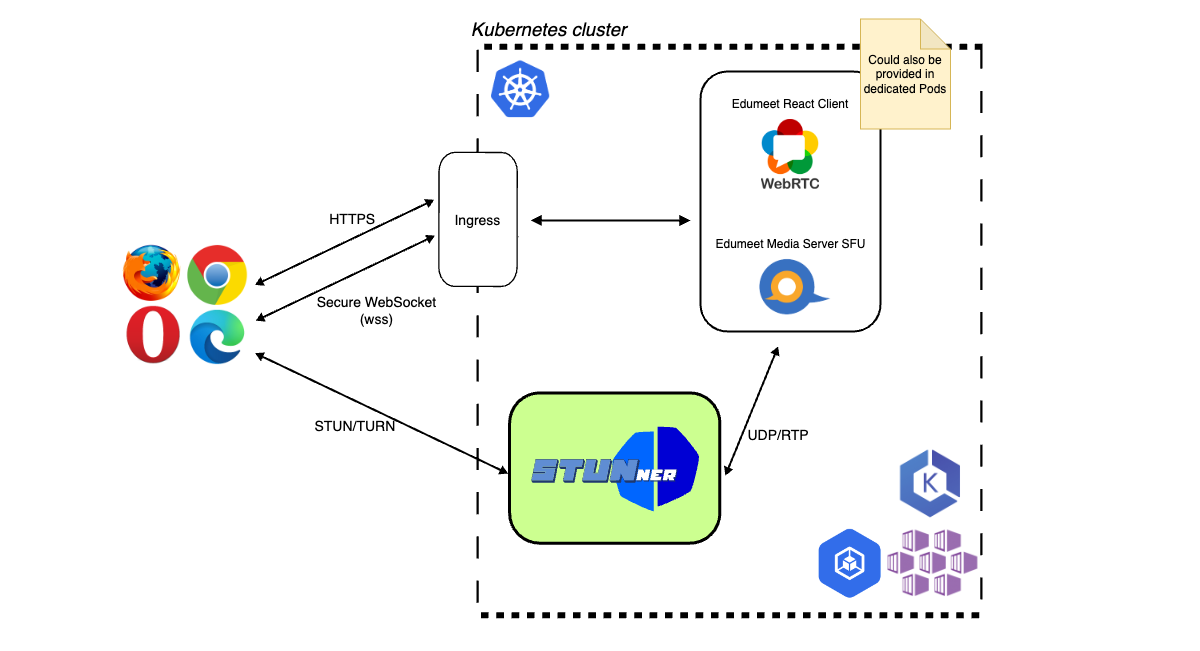 Kubernetes cluster
Could also be
provided in
dedicated Pods
Edumeet React Client
WebRTC
HTTPS
Ingress
Edumeet Media Server SFU
Secure WebSocket
(wss)
STUN/TURN
UDP/RTP
STUNNER
K